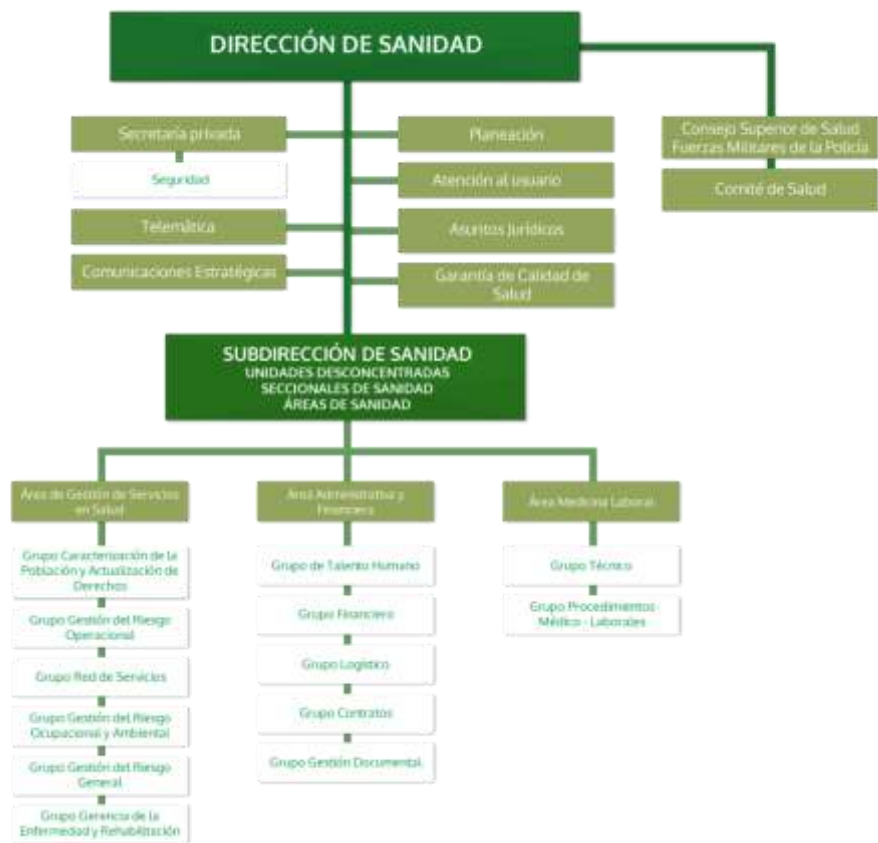 DIRECCIÓN DE SANIDAD
Secretaría privada
Planeación
Consejo Superior de Salud
Fuerzas Militares de la Policía
Seguridad
Atención al usuario
Comité de Salud
Telemática
Asuntos Jurídicos
Comunicaciones Estratégicas
Garantía de Calidad de
Salud
SUBDIRECCIÓN DE SANIDAD
UNIDADES DESCONCENTRADAS
SECCIONALES DE SANIDAD
ÁREAS DE SANIDAD
Área de Gestión de Servicios
en Salud
Área Administrativa y
Financiera
Área Medicina Laboral
Grupo Caracterización de la
Población y Actualización de
Derechos
Grupo Gestión del Riesgo
Operacional
Grupo Red de Servicios
Grupo Gestión del Riesgo
Ocupacional y Ambiental
Grupo Gestión del Riesgo
General
Grupo Gerencia de la
Enfermedad y Rehabilitación
Grupo de Talento Humano
Grupo Financiero
Grupo Logístico
Grupo Contratos
Grupo Gestión Documental
Grupo Técnico
Grupo Procedimientos
Médico - Laborales